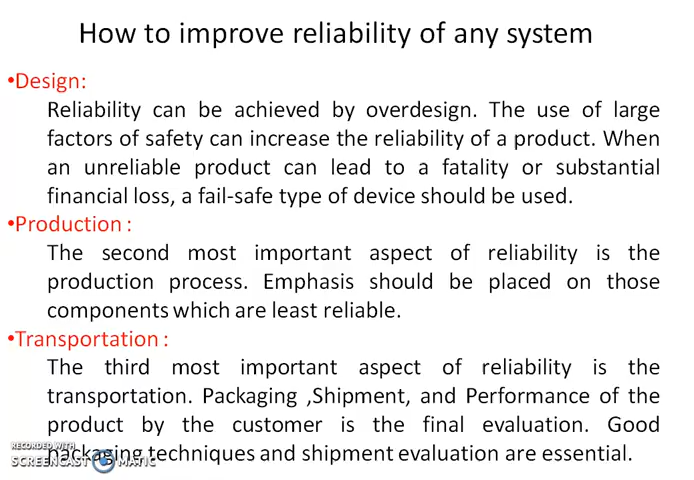 How to improve reliability of any system
•Design:
Reliability can be achieved by overdesign. The use of large
factors of safety can increase the reliability of a product. When
an unreliable product can lead to a fatality or substantial
financial loss, a fail-safe type of device should be used.
•Production :
The second most important aspect of reliability is the
production process. Emphasis should be placed on those
components which are least reliable.
•Transportation :
The third most important aspect of reliability is the
transportation. Packaging ,Shipment, and Performance of the
product by the customer is the final evaluation. Good
packaging techniques and shipment evaluation are essential.
RECORDED WITH
SCREENCAST MATIC